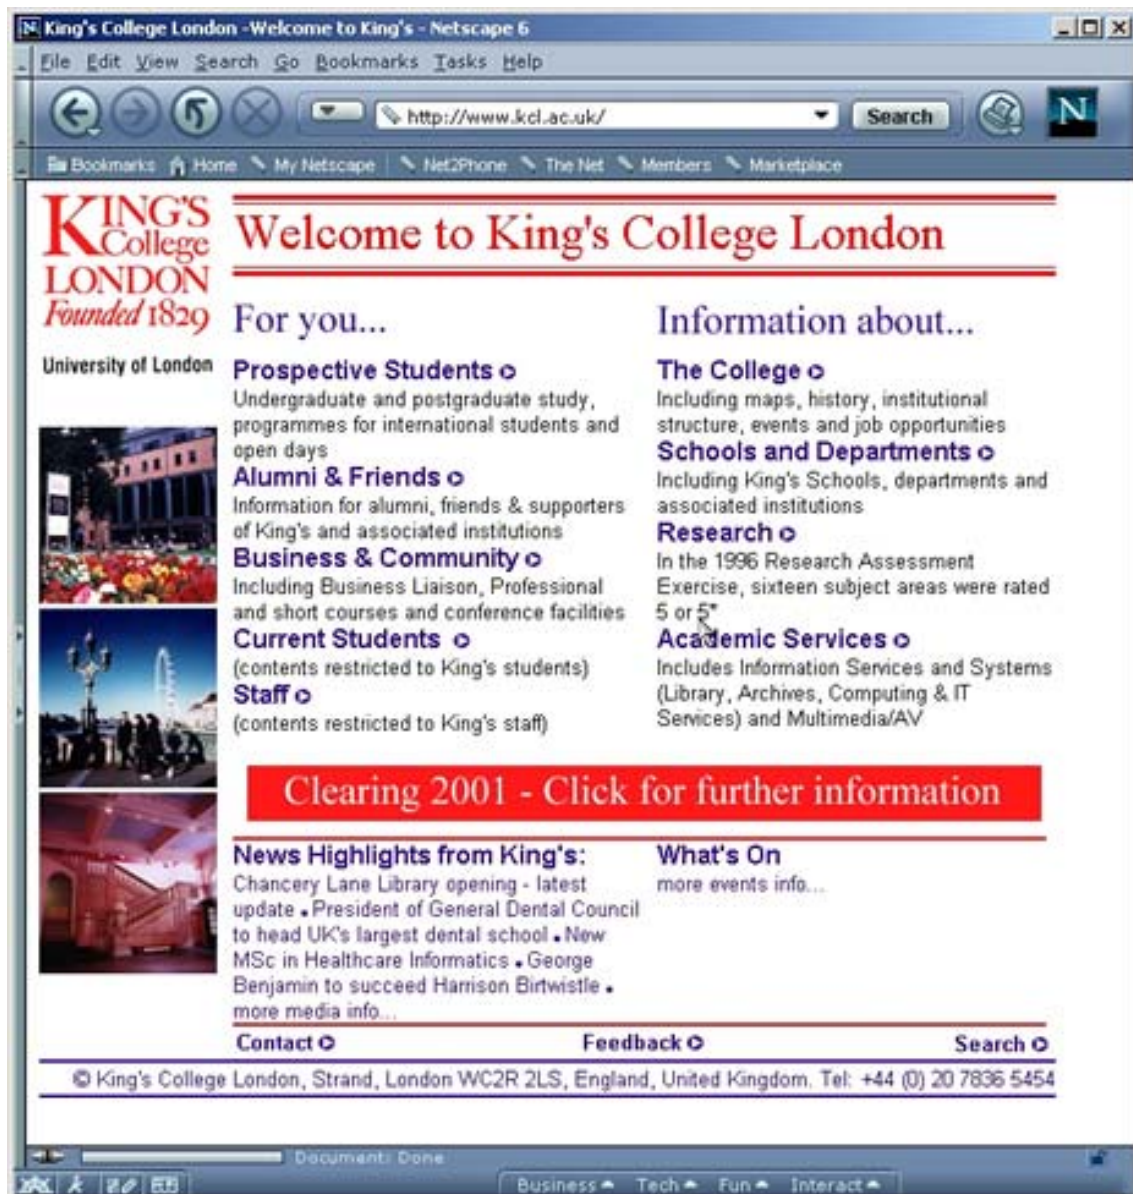 King's College London -Welcome to King's - Netscape 6
File Edit View Search Go Bookmarks Tasks Help
http://www.kcl.ac.uk/ Search N
Bookmarks Home My Netscape Net2Phone The Net Members Marketplace
KING'S
College
LONDON
Founded 1829
University of London
Welcome to King's College London
For you...
Prospective Students
Undergraduate and postgraduate study,
programmes for international students and
open days
Alumni & Friends
Information for alumni, friends & supporters
of King's and associated institutions
Business & Community
Including Business Liaison, Professional
and short courses and conference facilities
Current Students
(contents restricted to King's students)
Staff
(contents restricted to King's staff)
Information about...
The College
Including maps, history, institutional
structure, events and job opportunities
Schools and Departments
Including King's Schools, departments and
associated institutions
Research
In the 1996 Research Assessment
Exercise, sixteen subject areas were rated
5 or 5*
Academic Services
Includes Information Services and Systems
(Library, Archives, Computing & IT
Services) and Multimedia/AV
Clearing 2001 - Click for further information
News Highlights from King's:
Chancery Lane Library opening - latest
update • President of General Dental Council
to head UK's largest dental school • New
MSc in Healthcare Informatics • George
Benjamin to succeed Harrison Birtwistle •
more media info...
What's On
more events info...
Contact Feedback Search
© King's College London, Strand, London WC2R 2LS, England, United Kingdom. Tel: +44 (0) 20 7836 5454
Document: Done
Business Tech Fun Interact